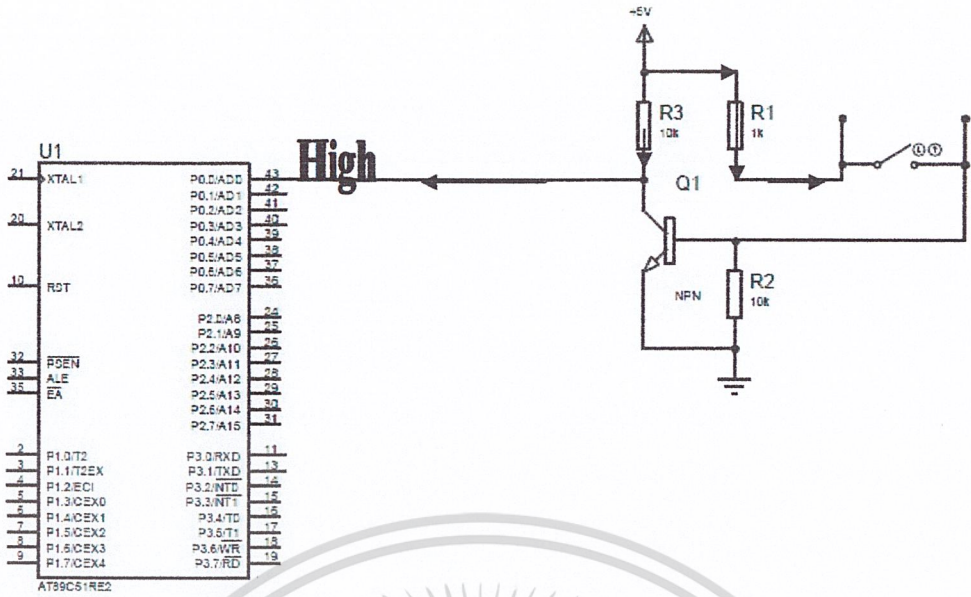 +5V
R3
10k
R1
1k
High
Q1
R2
10k
NPN
U1
21 XTAL1
20 XTAL2
10 RST
32 PSEN
33 ALE
35 EA
2 P1.0/T2
3 P1.1/T2EX
4 P1.2/ECI
5 P1.3/CEX0
6 P1.4/CEX1
7 P1.5/CEX2
8 P1.6/CEX3
9 P1.7/CEX4
P0.0/AD0 43
P0.1/AD1 42
P0.2/AD2 41
P0.3/AD3 40
P0.4/AD4 39
P0.5/AD5 38
P0.6/AD6 37
P0.7/AD7 36
P2.0/A8 24
P2.1/A9 25
P2.2/A10 26
P2.3/A11 27
P2.4/A12 28
P2.5/A13 29
P2.6/A14 30
P2.7/A15 31
P3.0/RXD 11
P3.1/TXD 13
P3.2/INT0 14
P3.3/INT1 15
P3.4/T0 16
P3.5/T1 17
P3.6/WR 18
P3.7/RD 19
AT89C51RE2